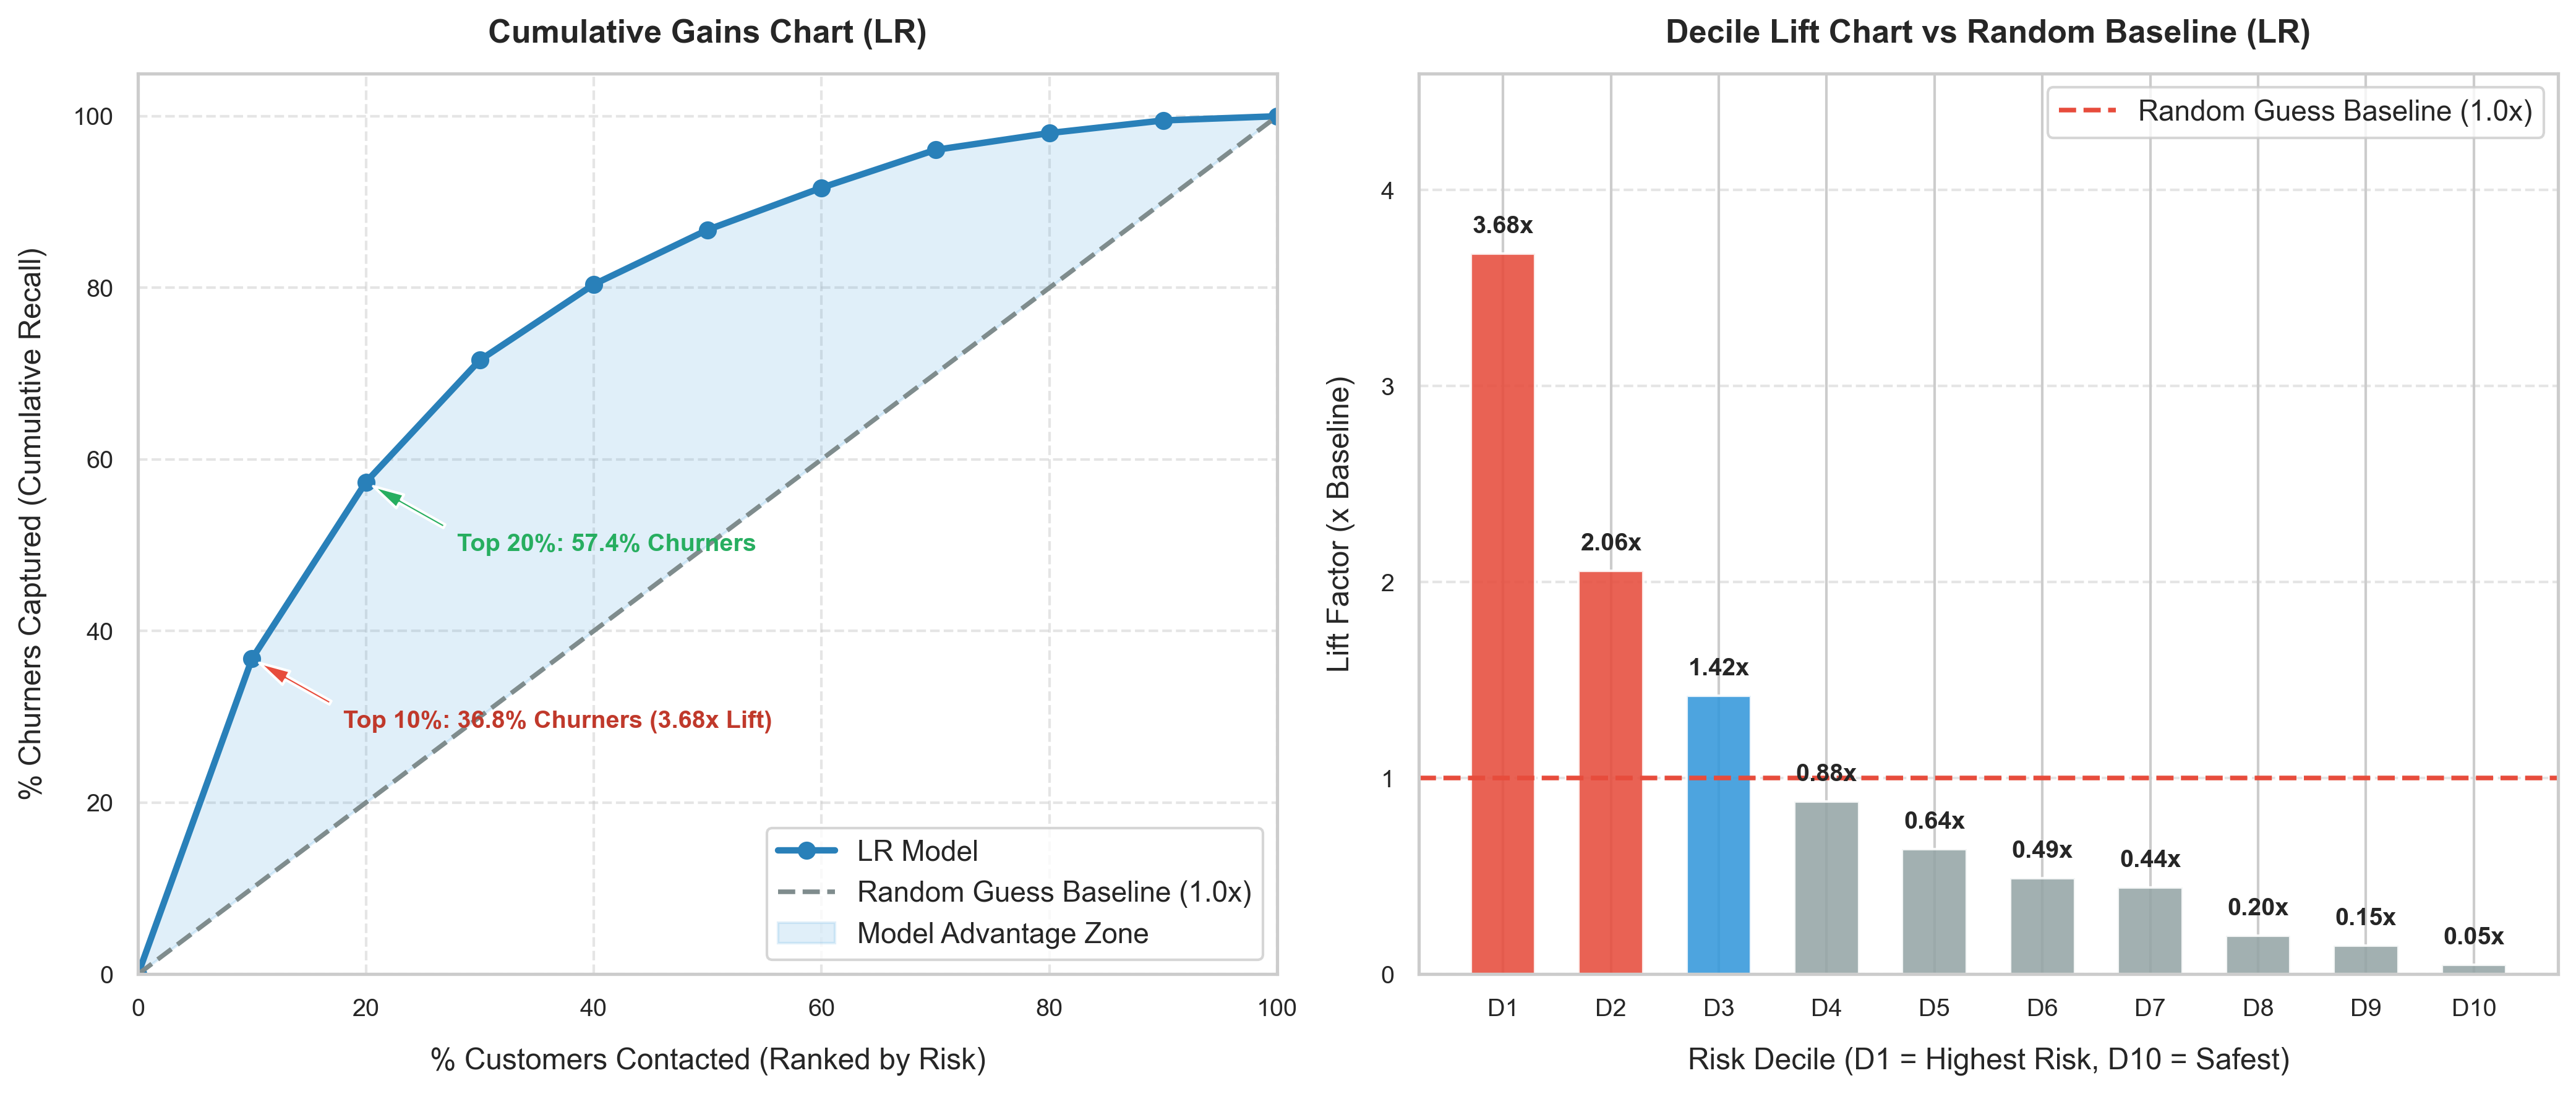 Cumulative Gains Chart (LR)
% Churners Captured (Cumulative Recall)
100
80
60
40
20
0
Top 20%: 57.4% Churners
Top 10%: 36.8% Churners (3.68x Lift)
LR Model
Random Guess Baseline (1.0x)
Model Advantage Zone
0
20
40
60
80
100
% Customers Contacted (Ranked by Risk)
Decile Lift Chart vs Random Baseline (LR)
Random Guess Baseline (1.0x)
Lift Factor (x Baseline)
4
3
2
1
0
3.68x
2.06x
1.42x
0.88x
0.64x
0.49x
0.44x
0.20x
0.15x
0.05x
D1
D2
D3
D4
D5
D6
D7
D8
D9
D10
Risk Decile (D1 = Highest Risk, D10 = Safest)